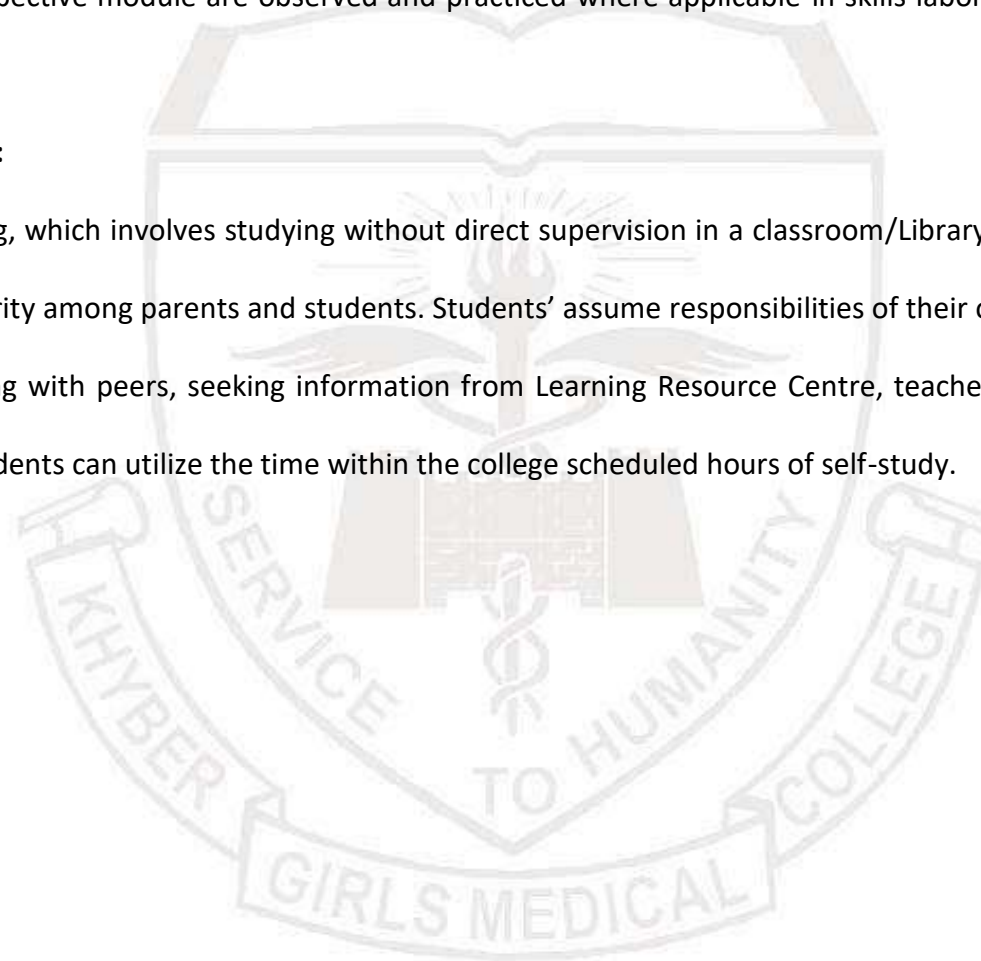 pective module are observed and practiced where applicable in skills labor
:
g, which involves studying without direct supervision in a classroom/Library
rity among parents and students. Students’ assume responsibilities of their
ng with peers, seeking information from Learning Resource Centre, teache
dents can utilize the time within the college scheduled hours of self-study.
SERVICE TO HUMANITY
KHYBER GIRLS MEDICAL COLLEGE